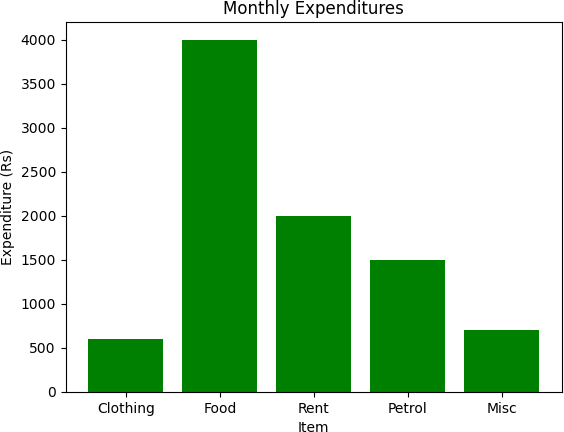 Monthly Expenditures
Expenditure (Rs)
4000
3500
3000
2500
2000
1500
1000
500
0
Clothing Food Rent Petrol Misc
Item